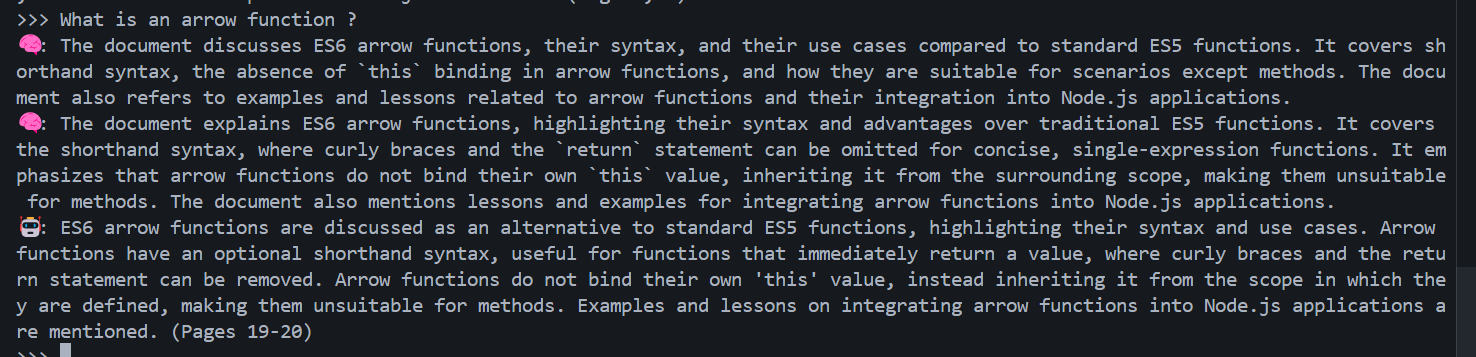 >>> What is an arrow function ?
🧠: The document discusses ES6 arrow functions, their syntax, and their use cases compared to standard ES5 functions. It covers sh
orthand syntax, the absence of `this` binding in arrow functions, and how they are suitable for scenarios except methods. The docu
ment also refers to examples and lessons related to arrow functions and their integration into Node.js applications.
🧠: The document explains ES6 arrow functions, highlighting their syntax and advantages over traditional ES5 functions. It covers
the shorthand syntax, where curly braces and the `return` statement can be omitted for concise, single-expression functions. It em
phasizes that arrow functions do not bind their own `this` value, inheriting it from the surrounding scope, making them unsuitable
for methods. The document also mentions lessons and examples for integrating arrow functions into Node.js applications.
🤖: ES6 arrow functions are discussed as an alternative to standard ES5 functions, highlighting their syntax and use cases. Arrow
functions have an optional shorthand syntax, useful for functions that immediately return a value, where curly braces and the retu
rn statement can be removed. Arrow functions do not bind their own 'this' value, instead inheriting it from the scope in which the
y are defined, making them unsuitable for methods. Examples and lessons on integrating arrow functions into Node.js applications a
re mentioned. (Pages 19-20)
>>>